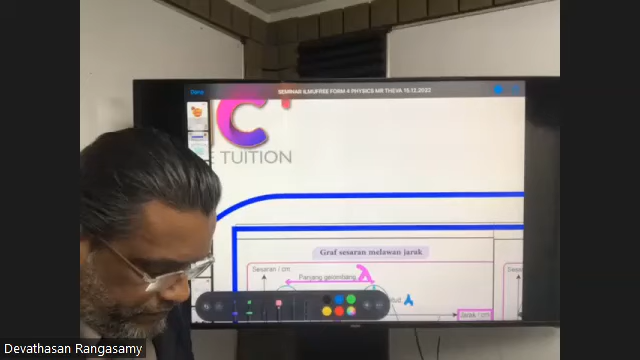 Done
SEMINAR ILMUFREE FORM 4 PHYSICS MR THEVA 15.12.2022
C
TUITION
Graf sesaran melawan jarak
Sesaran / cm
Panjang gelombang λ
Jarak / cm
Devathasan Rangasamy